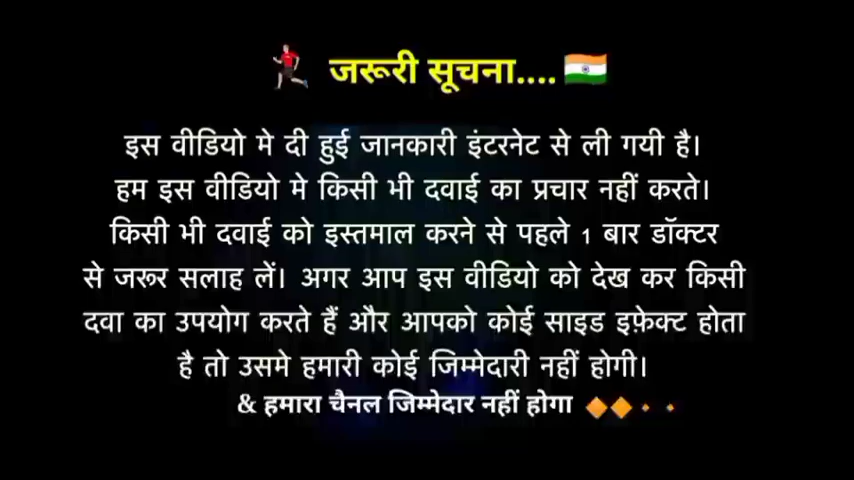 जरूरी सूचना....
इस वीडियो मे दी हुई जानकारी इंटरनेट से ली गयी है।
हम इस वीडियो मे किसी भी दवाई का प्रचार नहीं करते।
किसी भी दवाई को इस्तमाल करने से पहले 1 बार डॉक्टर
से जरूर सलाह लें। अगर आप इस वीडियो को देख कर किसी
दवा का उपयोग करते हैं और आपको कोई साइड इफ़ेक्ट होता
है तो उसमे हमारी कोई जिम्मेदारी नहीं होगी।
& हमारा चैनल जिम्मेदार नहीं होगा